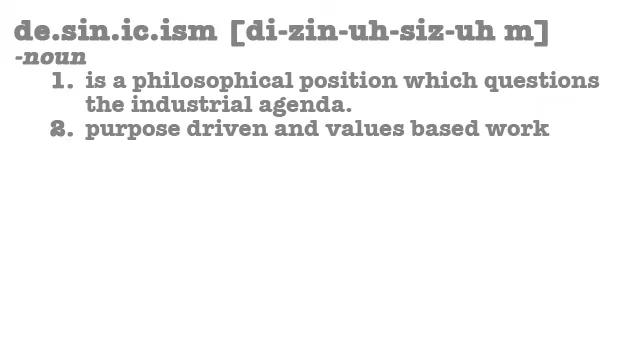 de.sin.ic.ism [di-zin-uh-siz-uh m]
-noun
1. is a philosophical position which questions
the industrial agenda.
2. purpose driven and values based work